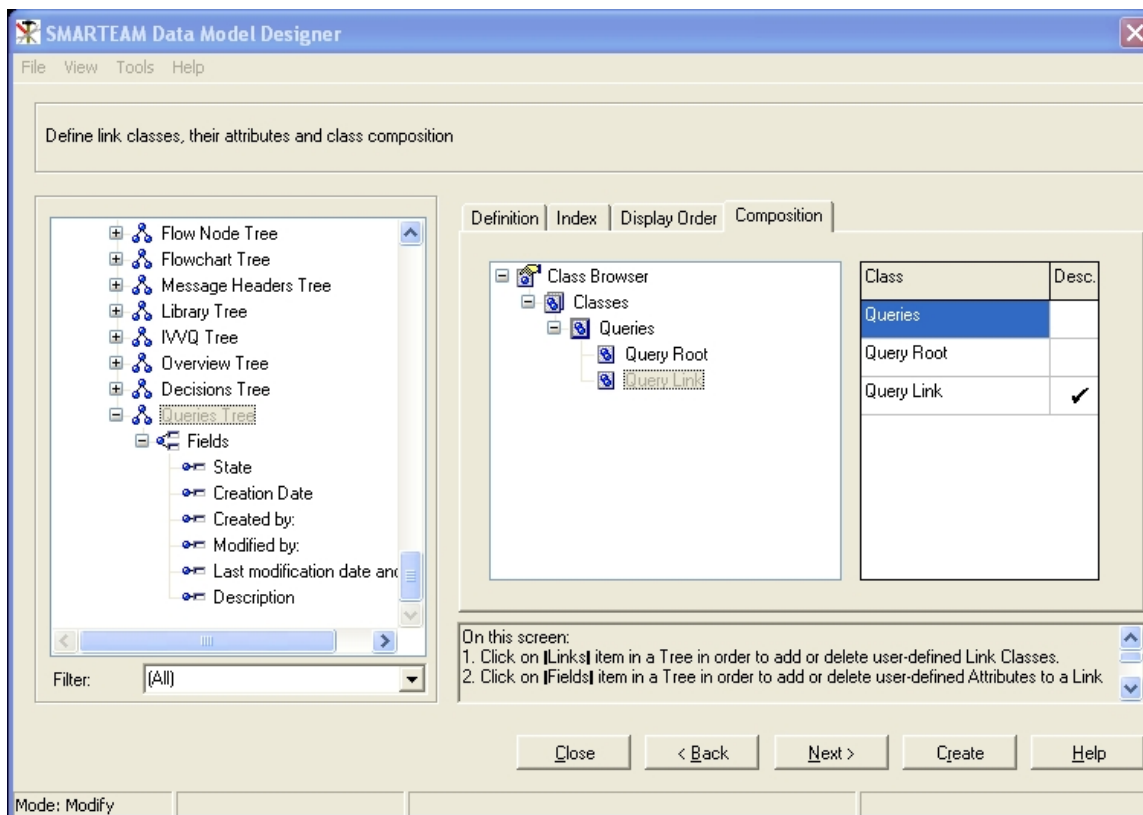 SMARTEAM Data Model Designer
File View Tools Help
Define link classes, their attributes and class composition
Flow Node Tree
Flowchart Tree
Message Headers Tree
Library Tree
IVVQ Tree
Overview Tree
Decisions Tree
Queries Tree
Fields
State
Creation Date
Created by:
Modified by:
Last modification date and
Description
Filter: (All)
Definition Index Display Order Composition
Class Browser
Classes
Queries
Query Root
Query Link
Class Desc.
Queries
Query Root
Query Link ✔
On this screen:
1. Click on |Links| item in a Tree in order to add or delete user-defined Link Classes.
2. Click on |Fields| item in a Tree in order to add or delete user-defined Attributes to a Link
Close < Back Next > Create Help
Mode: Modify